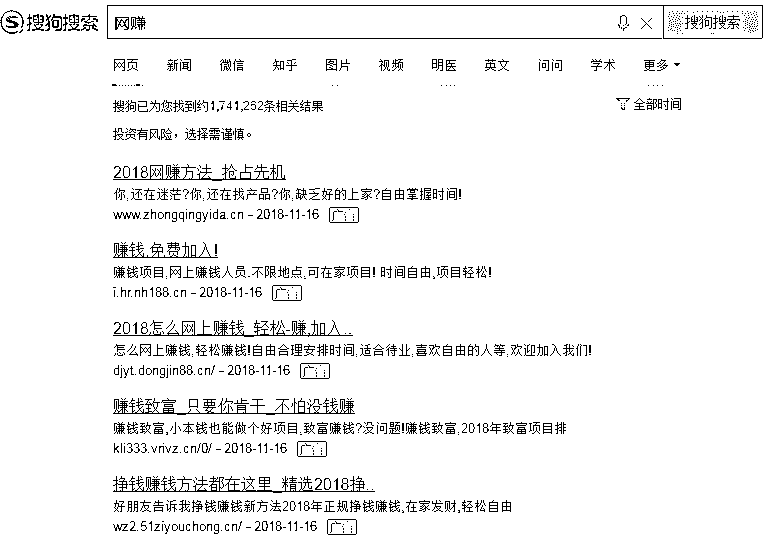 搜狗搜索 网赚 搜狗搜索
网页 新闻 微信 知乎 图片 视频 明医 英文 问问 学术 更多
搜狗已为您找到约1,741,252条相关结果 全部时间
投资有风险，选择需谨慎。
2018网赚方法_抢占先机
你,还在迷茫?你,还在找产品?你,缺乏好的上家?自由掌握时间!
www.zhongqingyida.cn - 2018-11-16 广告
赚钱,免费加入!
赚钱项目,网上赚钱人员.不限地点,可在家项目! 时间自由,项目轻松!
i.hr.nh188.cn - 2018-11-16 广告
2018怎么网上赚钱_轻松-赚,加入..
怎么网上赚钱,轻松赚钱!自由合理安排时间,适合待业,喜欢自由的人等,欢迎加入我们!
djyt.dongjin88.cn/ - 2018-11-16 广告
赚钱致富_只要你肯干_不怕没钱赚
赚钱致富,小本钱也能做个好项目,致富赚钱?没问题!赚钱致富,2018年致富项目排
kli333.vrivz.cn/0/ - 2018-11-16 广告
挣钱赚钱方法都在这里_精选2018挣..
好朋友告诉我挣钱赚钱新方法2018年正规挣钱赚钱,在家发财,轻松自由
wz2.51ziyouchong.cn/ - 2018-11-16 广告